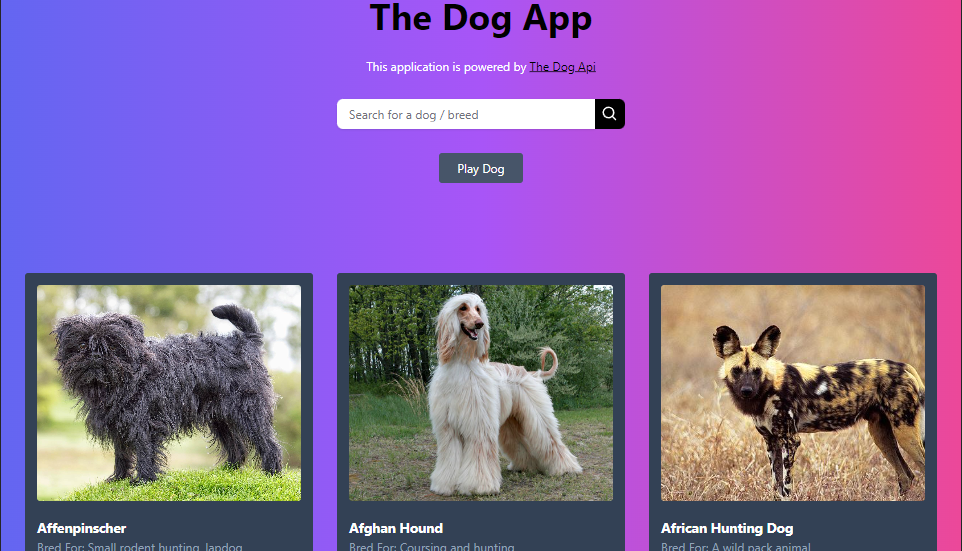 The Dog App
This application is powered by The Dog Api
Search for a dog / breed
Play Dog
Affenpinscher
Bred For: Small rodent hunting, lapdog
Afghan Hound
Bred For: Coursing and hunting
African Hunting Dog
Bred For: A wild pack animal